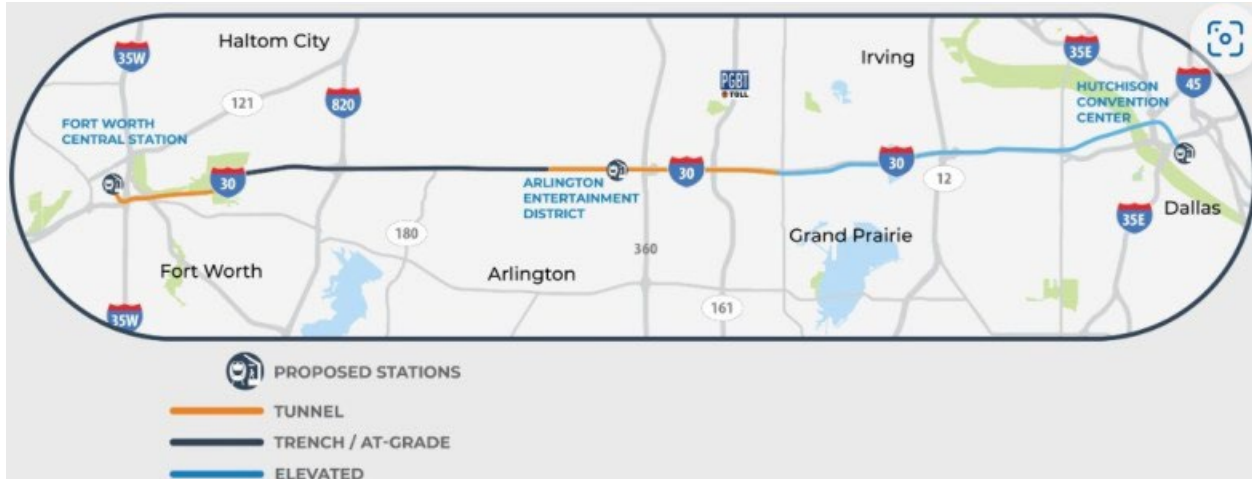 Haltom City
Irving
35W
35E
45
PGBT
TOLL
121
820
HUTCHISON
CONVENTION
CENTER
FORT WORTH
CENTRAL STATION
30
30
30
12
ARLINGTON
ENTERTAINMENT
DISTRICT
Dallas
35E
180
360
Grand Prairie
Fort Worth
Arlington
161
35W
PROPOSED STATIONS
TUNNEL
TRENCH / AT-GRADE
ELEVATED